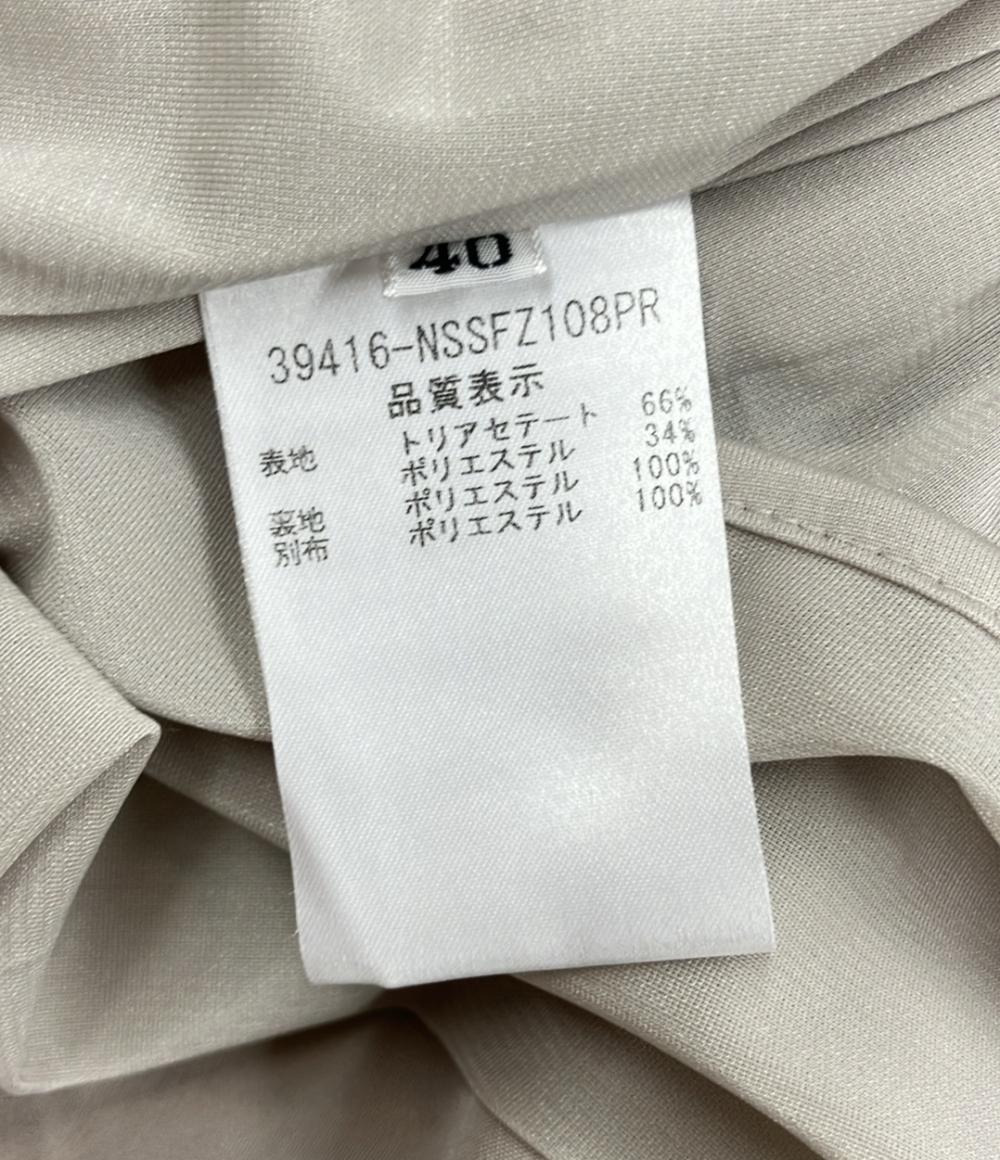 40
39416-NSSFZ108PR
品質表示
表地 トリアセテート 66%
ポリエステル 34%
裏地 ポリエステル 100%
別布 ポリエステル 100%